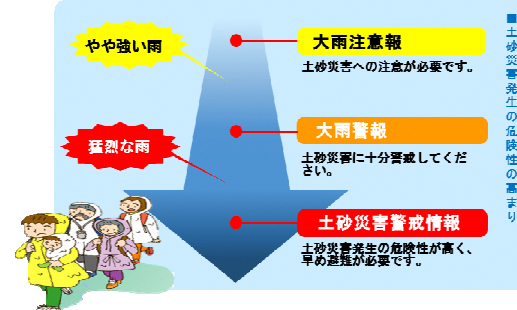 やや強い雨
大雨注意報
土砂災害への注意が必要です。
大雨警報
土砂災害に十分警戒してくだ
さい。
猛烈な雨
土砂災害警戒情報
土砂災害発生の危険性が高く、
早め避難が必要です。
■土砂災害発生の危険性の高まり